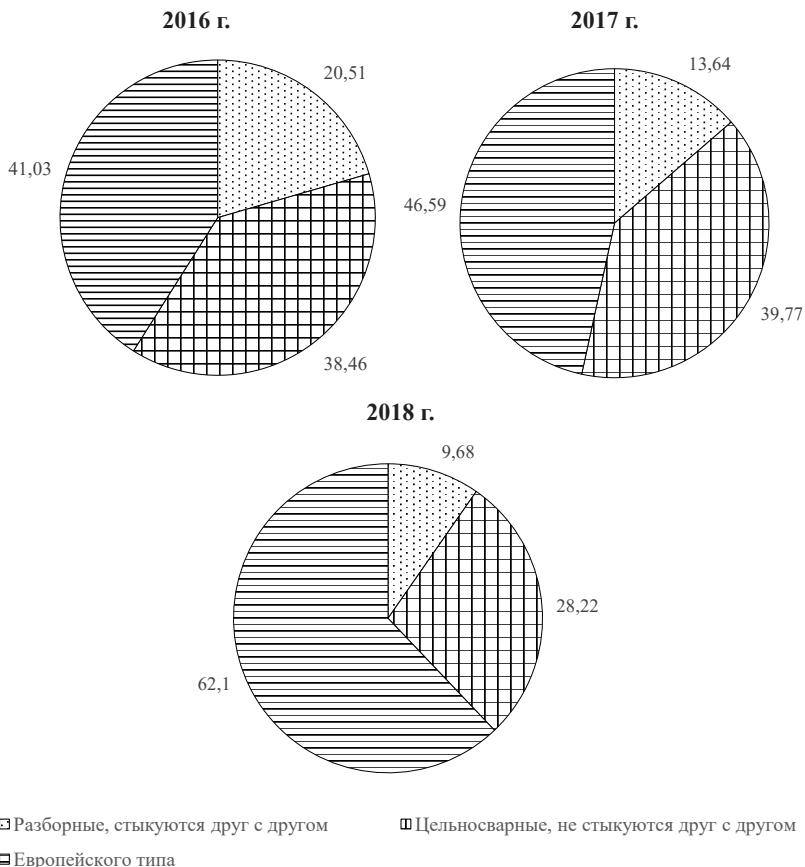 2016 г.
2017 г.
20,51
13,64
41,03
46,59
39,77
38,46
2018 г.
9,68
28,22
62,1
Разборные, стыкуются друг с другом
Цельносварные, не стыкуются друг с другом
Европейского типа